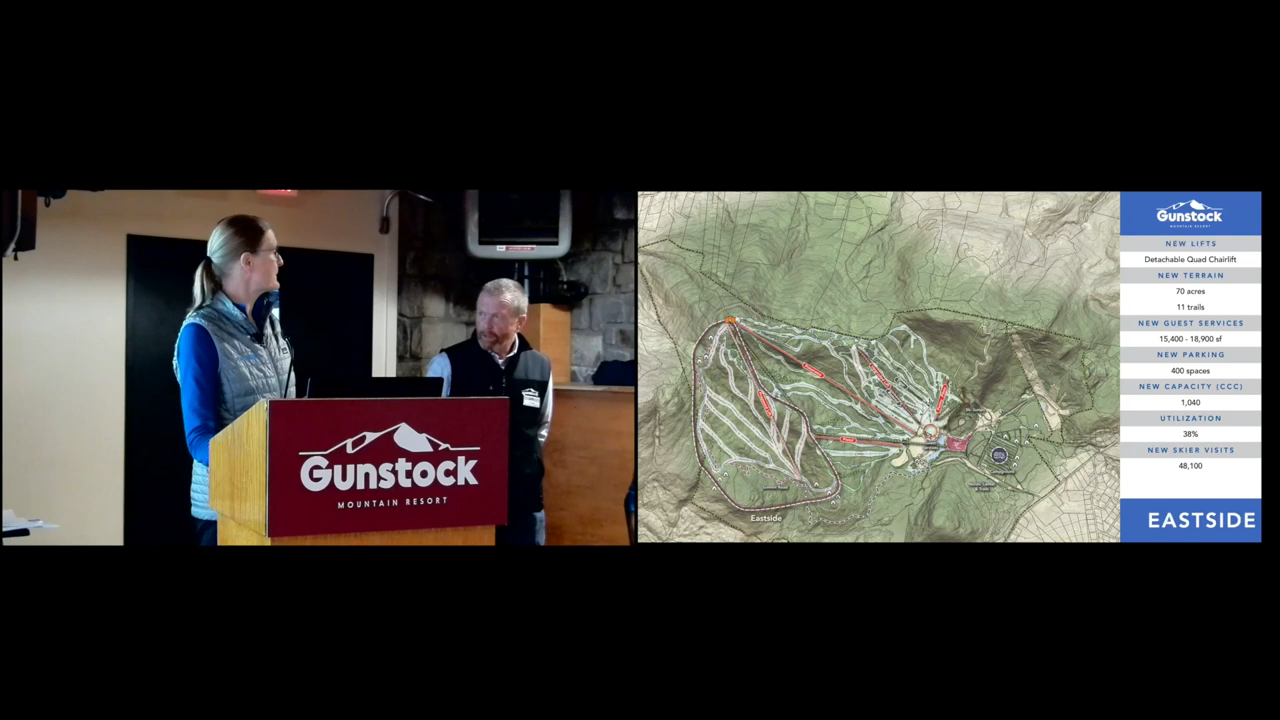 Gunstock
MOUNTAIN RESORT
Eastside
Gunstock
MOUNTAIN RESORT
NEW LIFTS
Detachable Quad Chairlift
NEW TERRAIN
70 acres
11 trails
NEW GUEST SERVICES
15,400 - 18,900 sf
NEW PARKING
400 spaces
NEW CAPACITY (CCC)
1,040
UTILIZATION
38%
NEW SKIER VISITS
48,100
EASTSIDE